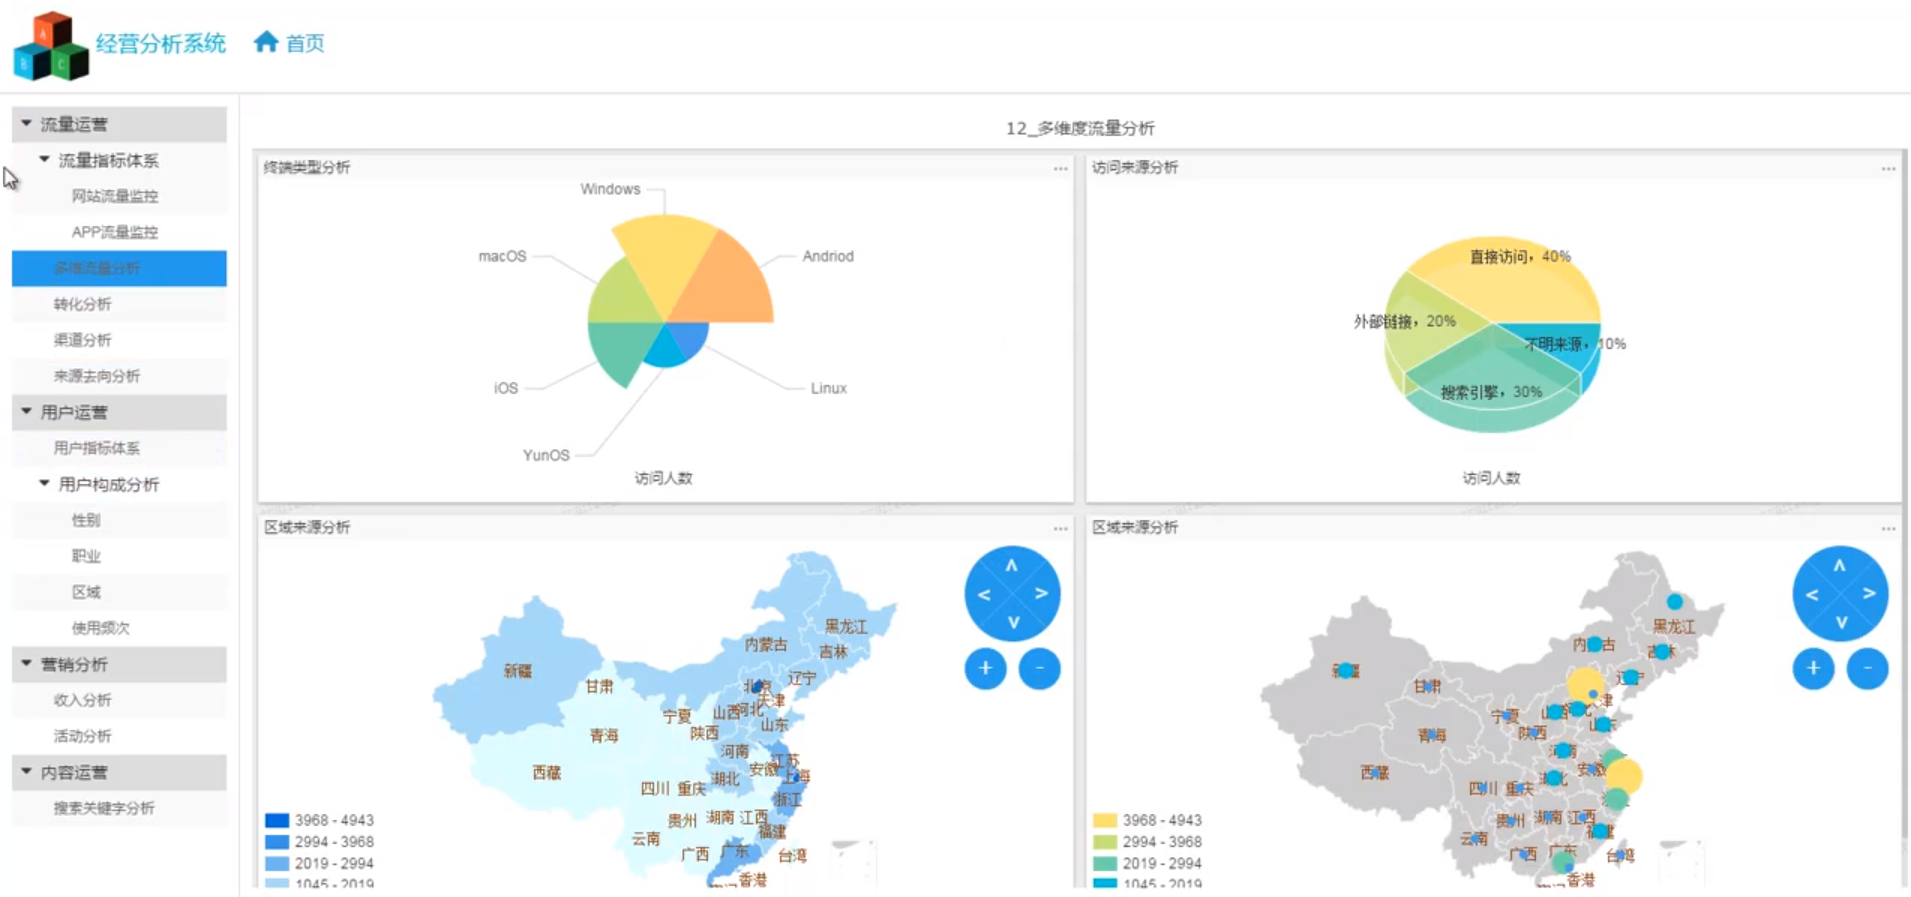 A
B
C
经营分析系统
首页
流量运营
流量指标体系
网站流量监控
APP流量监控
多维流量分析
转化分析
渠道分析
来源去向分析
用户运营
用户指标体系
用户构成分析
性别
职业
区域
使用频次
营销分析
收入分析
活动分析
内容运营
搜索关键字分析
12_多维度流量分析
终端类型分析
Windows
macOS
Andriod
iOS
Linux
YunOS
访问人数
访问来源分析
直接访问，40%
外部链接，20%
不明来源，10%
搜索引擎，30%
访问人数
区域来源分析
黑龙江
内蒙古
吉林
新疆
辽宁
甘肃
北京
天津
宁夏
山西
河北
山东
青海
陕西
河南
江苏
西藏
安徽
上海
湖北
四川
重庆
浙江
贵州
湖南
江西
福建
云南
广西
广东
台湾
香港
3968 - 4943
2994 - 3968
2019 - 2994
1045 - 2019
区域来源分析
黑龙江
内蒙古
吉林
新疆
辽宁
甘肃
津
宁夏
山西
陕西
山东
青海
河南
西藏
安徽
湖北
四川
重庆
贵州
湖南
江西
福建
云南
广西
广东
台湾
香港
3968 - 4943
2994 - 3968
2019 - 2994
1045 - 2019